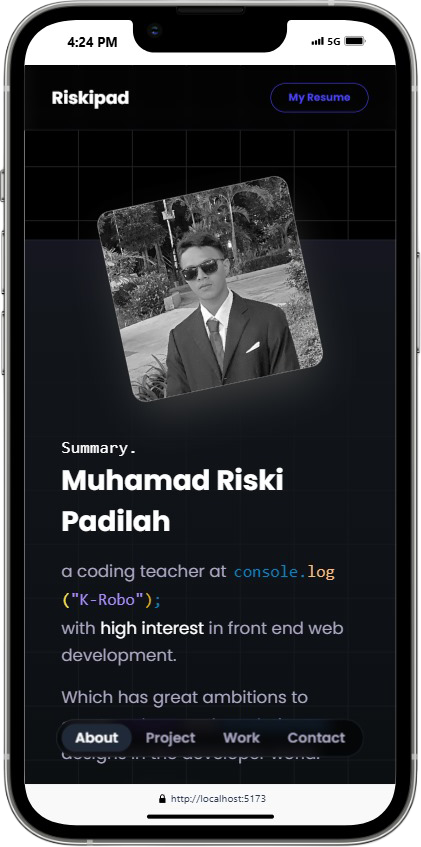 4:24 PM
5G
Riskipad
My Resume
Summary.
Muhamad Riski
Padilah
a coding teacher at console.log
("K-Robo");
with high interest in front end web
development.
Which has great ambitions to
About Project Work Contact
designs in the developer world.
http://localhost:5173